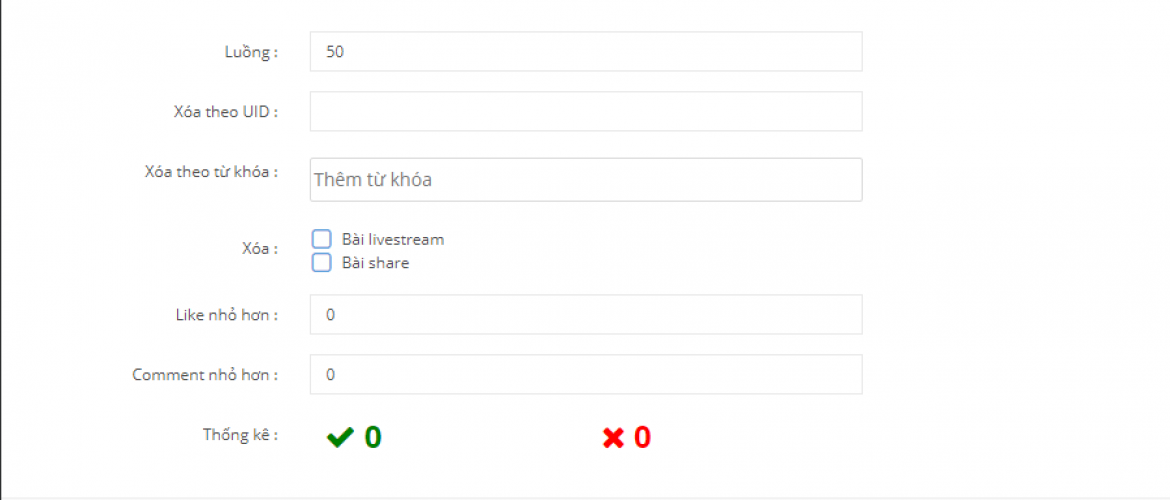 Luồng : 50
Xóa theo UID :
Xóa theo từ khóa : Thêm từ khóa
Xóa : Bài livestream
Bài share
Like nhỏ hơn : 0
Comment nhỏ hơn : 0
Thống kê : 0 0